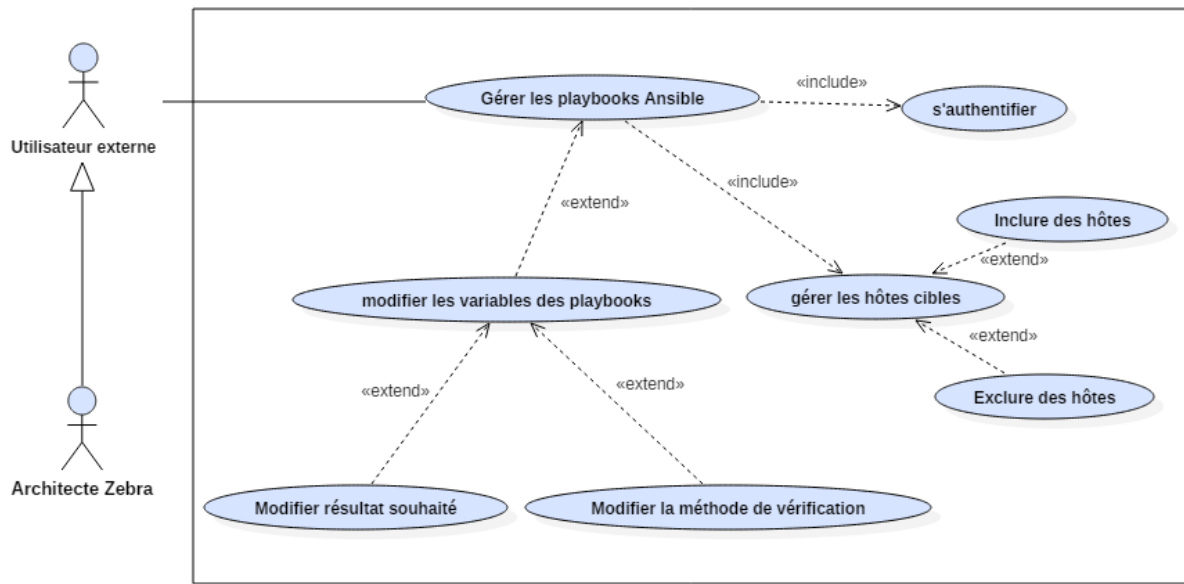 Gérer les playbooks Ansible
«include»
s'authentifier
Utilisateur externe
«include»
«extend»
Inclure des hôtes
«extend»
modifier les variables des playbooks
gérer les hôtes cibles
«extend»
«extend»
«extend»
Exclure des hôtes
Architecte Zebra
Modifier résultat souhaité
Modifier la méthode de vérification